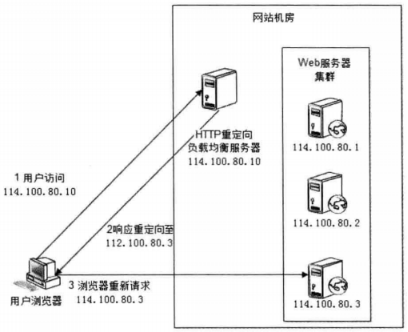 网站机房
Web服务器
集群
114.100.80.1
114.100.80.2
114.100.80.3
HTTP重定向
负载均衡服务器
114.100.80.10
1 用户访问
114.100.80.10
2响应重定向至
112.100.80.3
3 浏览器重新请求
114.100.80.3
用户浏览器